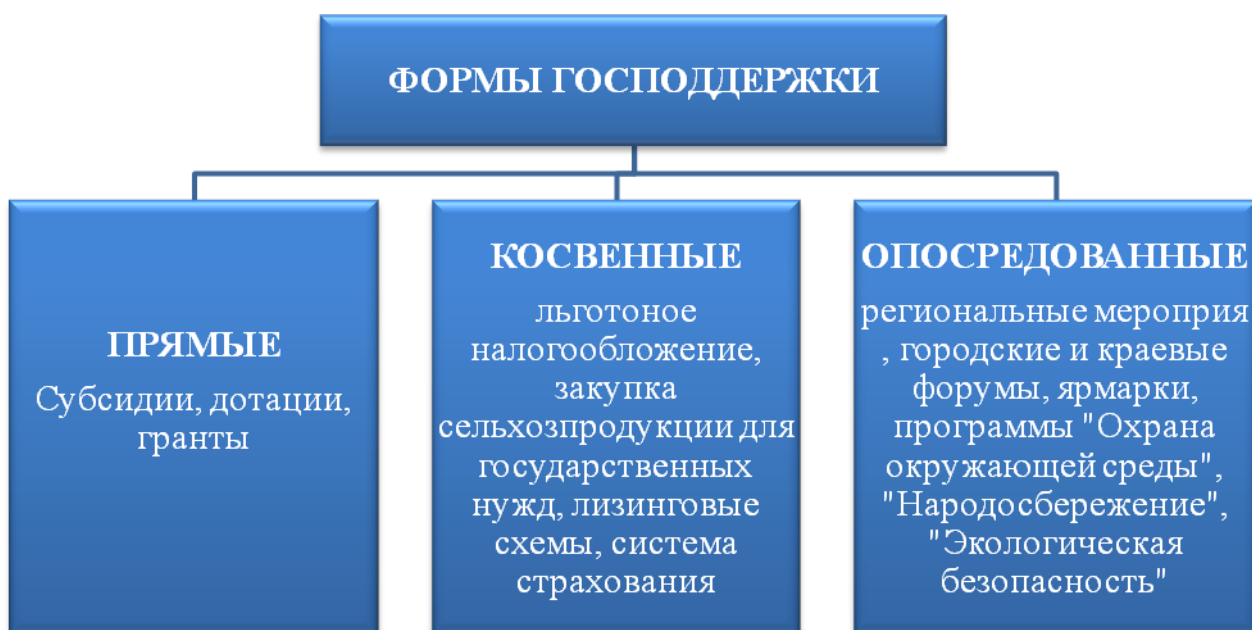 ФОРМЫ ГОСПОДДЕРЖКИ
ПРЯМЫЕ
Субсидии, дотации,
гранты
КОСВЕННЫЕ
льготоное
налогообложение,
закупка
сельхозпродукции для
государственных
нужд, лизинговые
схемы, система
страхования
ОПОСРЕДОВАННЫЕ
региональные мероприя
, городские и краевые
форумы, ярмарки,
программы "Охрана
окружающей среды",
"Народосбережение",
"Экологическая
безопасность"